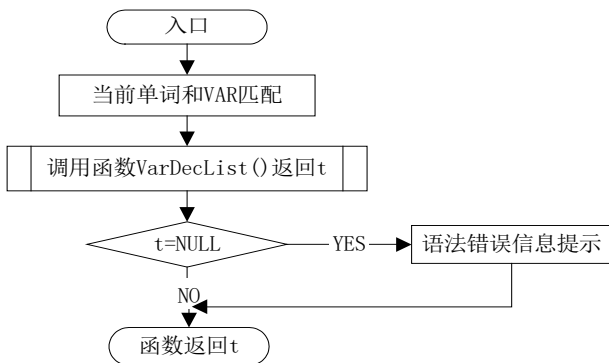 入口
当前单词和VAR匹配
调用函数VarDecList()返回t
t=NULL
YES
语法错误信息提示
NO
函数返回t